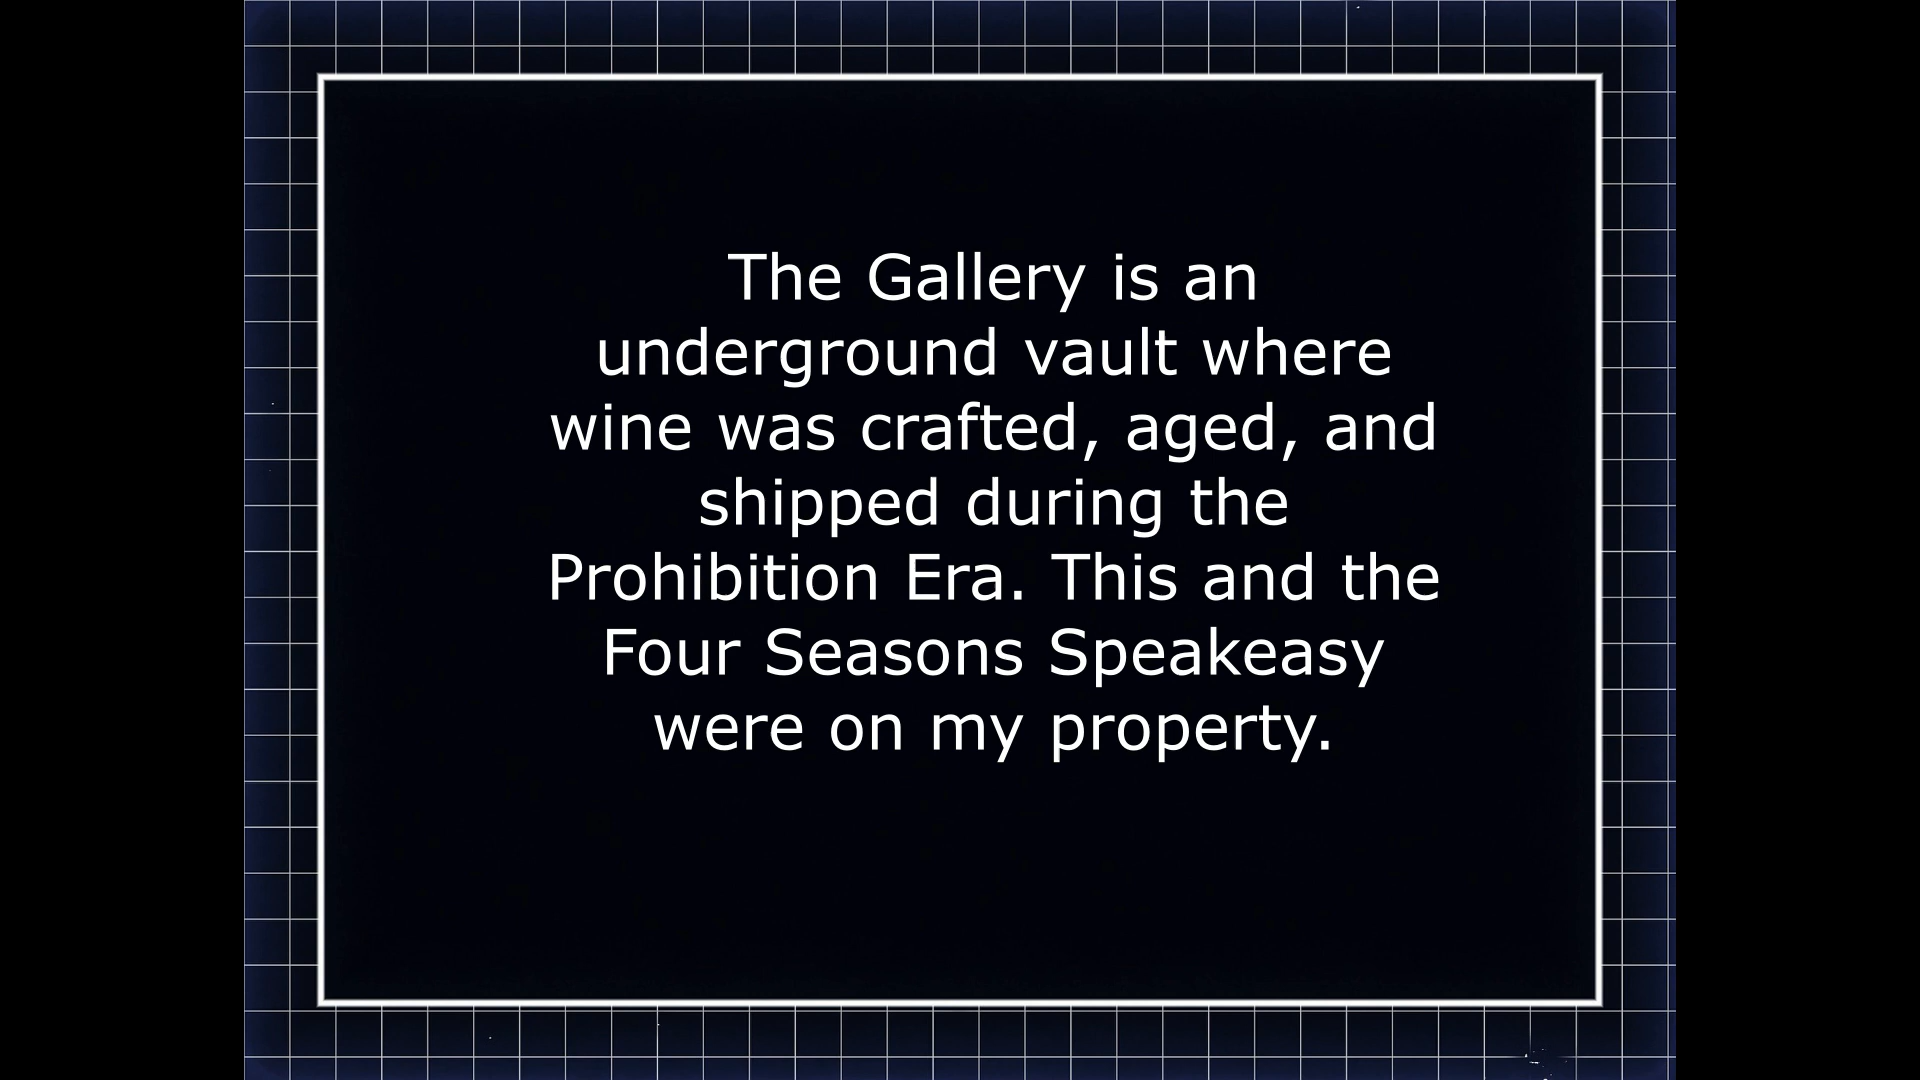 The Gallery is an
underground vault where
wine was crafted, aged, and
shipped during the
Prohibition Era. This and the
Four Seasons Speakeasy
were on my property.